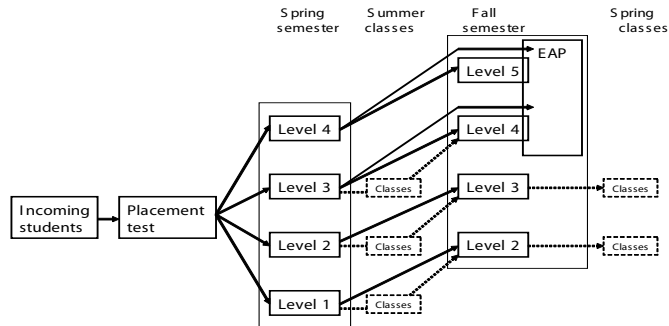 Spring semester
Summer classes
Fall semester
Spring classes
EAP
Level 5
Level 4
Level 4
Level 3
Classes
Level 3
Classes
Incoming students
Placement test
Level 2
Classes
Level 2
Classes
Level 1
Classes